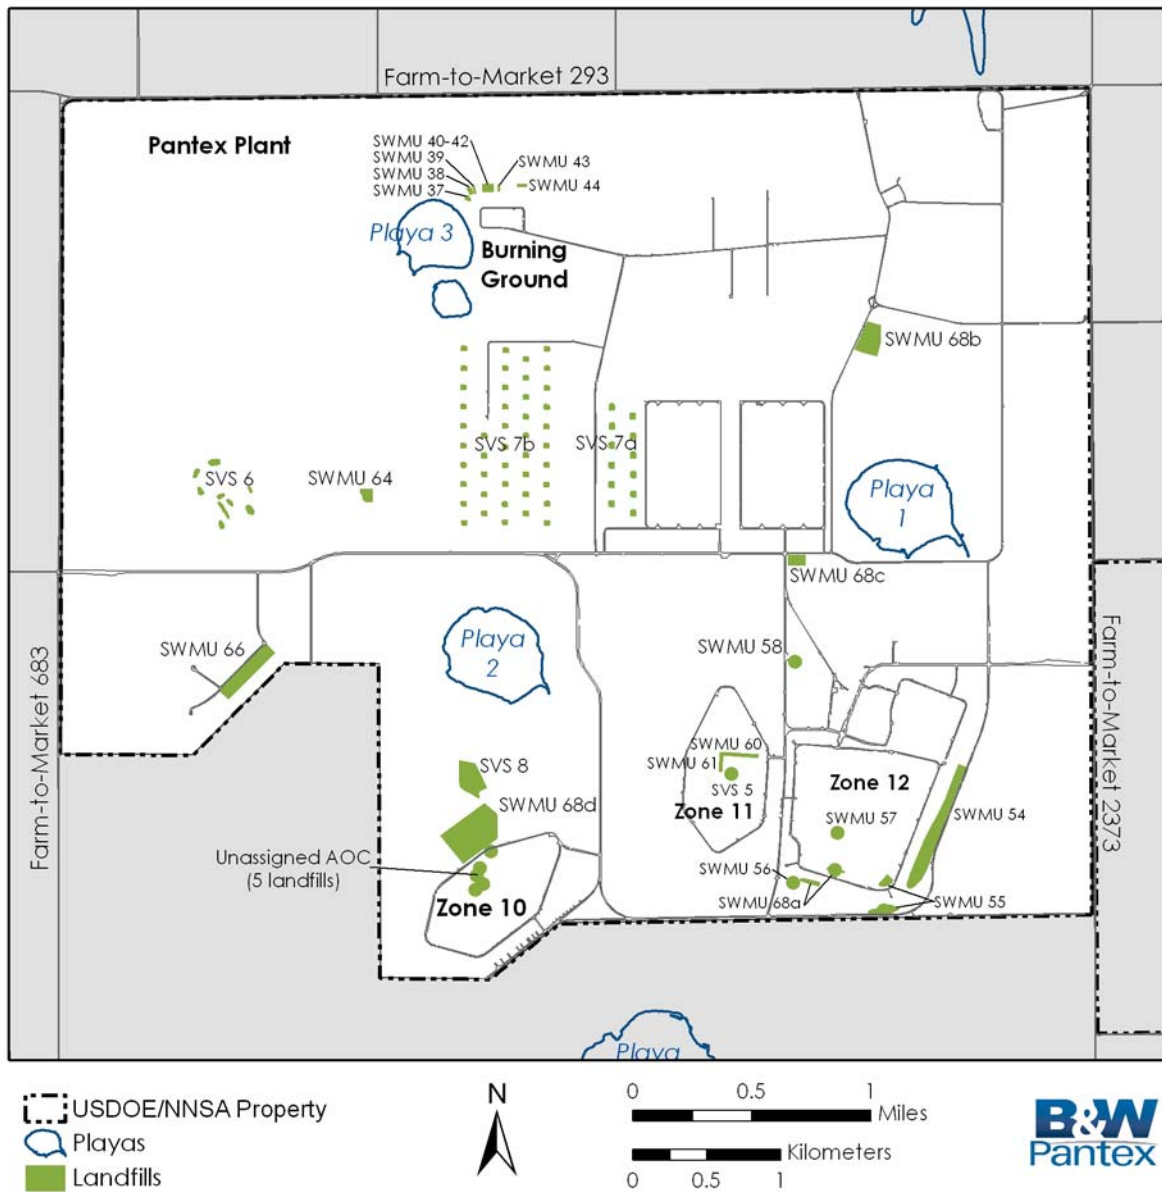 Farm-to-Market 293
Pantex Plant
SWMU 40-42
SWMU 39
SWMU 38
SWMU 37
SWMU 43
SWMU 44
Playa 3
Burning
Ground
SWMU 68b
SVS 7b
SVS 7a
SVS 6
SWMU 64
Playa
1
SWMU 68c
SWMU 66
Playa
2
SWMU 58
Farm-to-Market 683
Farm-to-Market 2373
SWMU 60
SWMU 61
SVS 5
Zone 11
Zone 12
SWMU 57
SWMU 54
SVS 8
SWMU 68d
Unassigned AOC
(5 landfills)
Zone 10
SWMU 56
SWMU 68a
SWMU 55
Playa
USDOE/NNSA Property
Playas
Landfills
N
0 0.5 1
Miles
Kilometers
0 0.5 1
B&W
Pantex